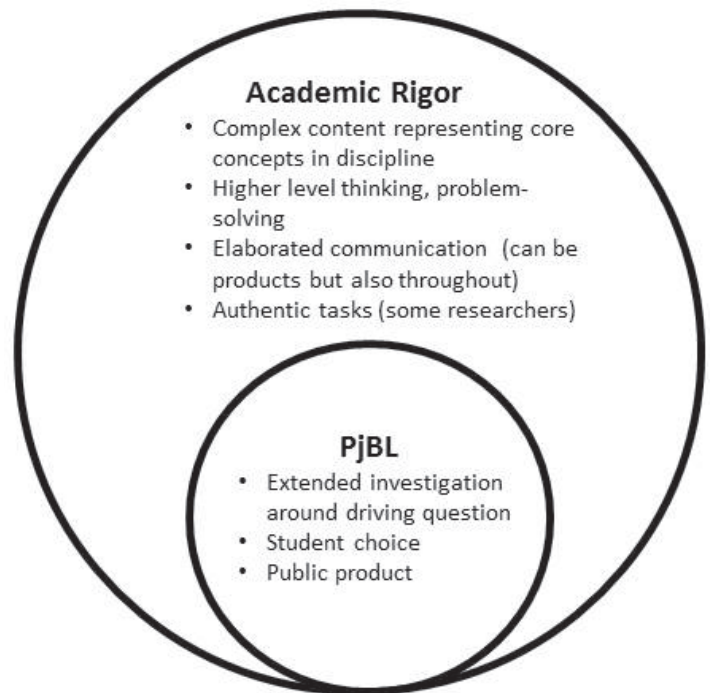 Academic Rigor
• Complex content representing core
concepts in discipline
• Higher level thinking, problem-
solving
• Elaborated communication (can be
products but also throughout)
• Authentic tasks (some researchers)
PjBL
• Extended investigation
around driving question
• Student choice
• Public product